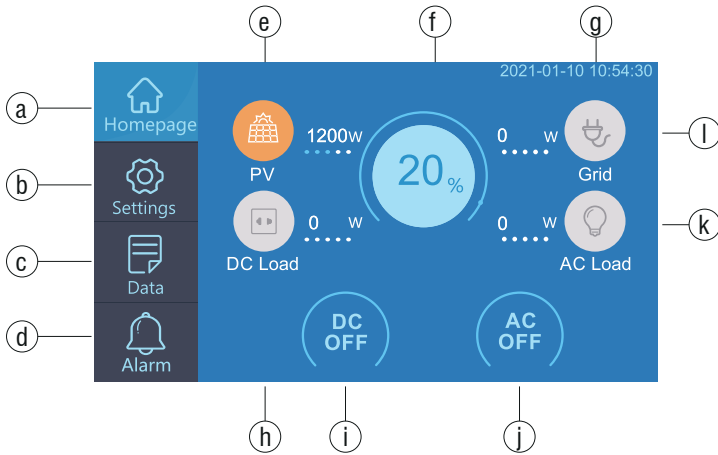 e
f
g
2021-01-10 10:54:30
a
Homepage
1200W
0 W
l
PV
20%
Grid
b
Settings
0 W
0 W
k
DC Load
AC Load
c
Data
DC
OFF
AC
OFF
d
Alarm
h
i
j